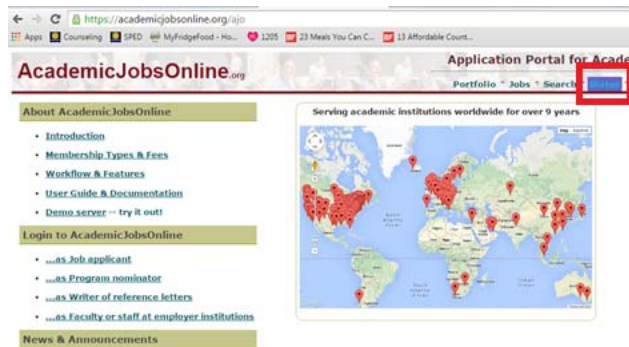 https://academicjobsonline.org/ajo
Apps Counseling SPED MyFridgeFood - Ho... 1205 23 Meals You Can C... 13 Affordable Count...
AcademicJobsOnline.org
Application Portal for Acade
Portfolio Jobs Search Status
About AcademicJobsOnline
Serving academic institutions worldwide for over 9 years
Introduction
Membership Types & Fees
Workflow & Features
User Guide & Documentation
Demo server -- try it out!
Login to AcademicJobsOnline
...as Job applicant
...as Program nominator
...as Writer of reference letters
...as Faculty or staff at employer institutions
News & Announcements